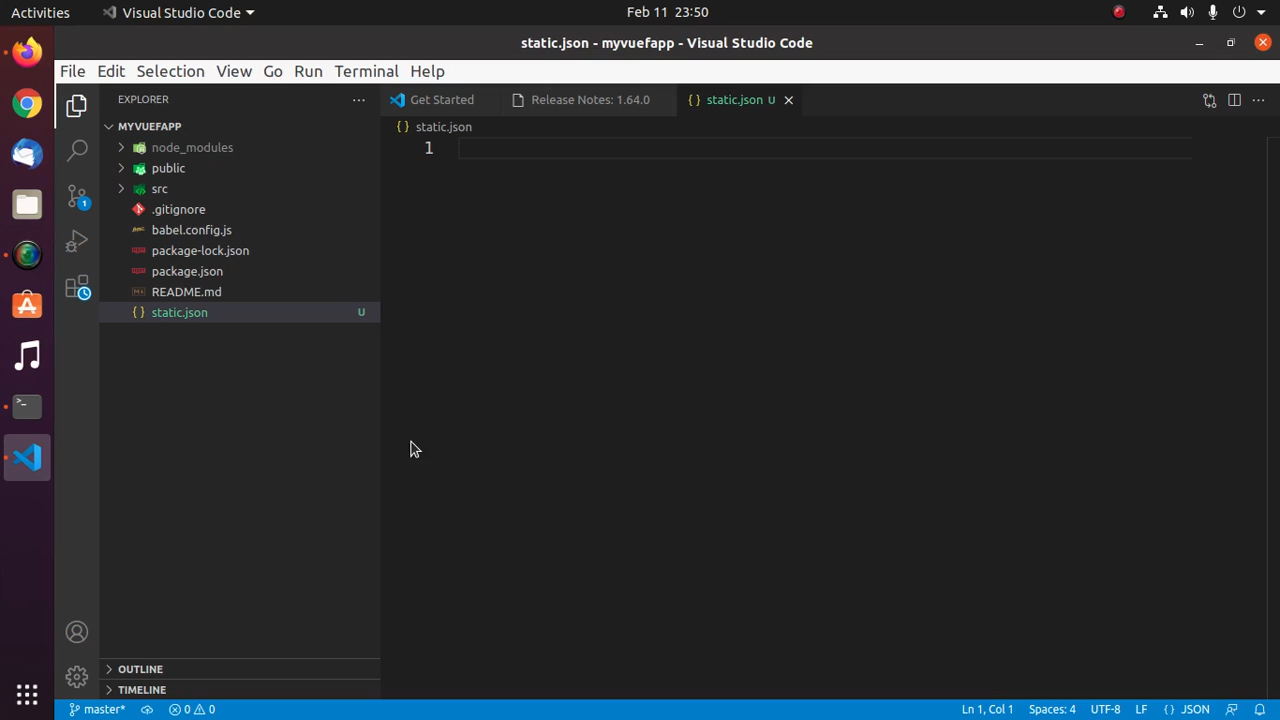 Activities
Visual Studio Code
Feb 11 23:50
static.json - myvuefapp - Visual Studio Code
File Edit Selection View Go Run Terminal Help
EXPLORER
Get Started
Release Notes: 1.64.0
{ } static.json U
MYVUEFAPP
{ } static.json
node_modules
1
public
src
.gitignore
babel.config.js
package-lock.json
package.json
README.md
{ } static.json U
1
OUTLINE
TIMELINE
master*
0 0
Ln 1, Col 1
Spaces: 4
UTF-8
LF
{ } JSON